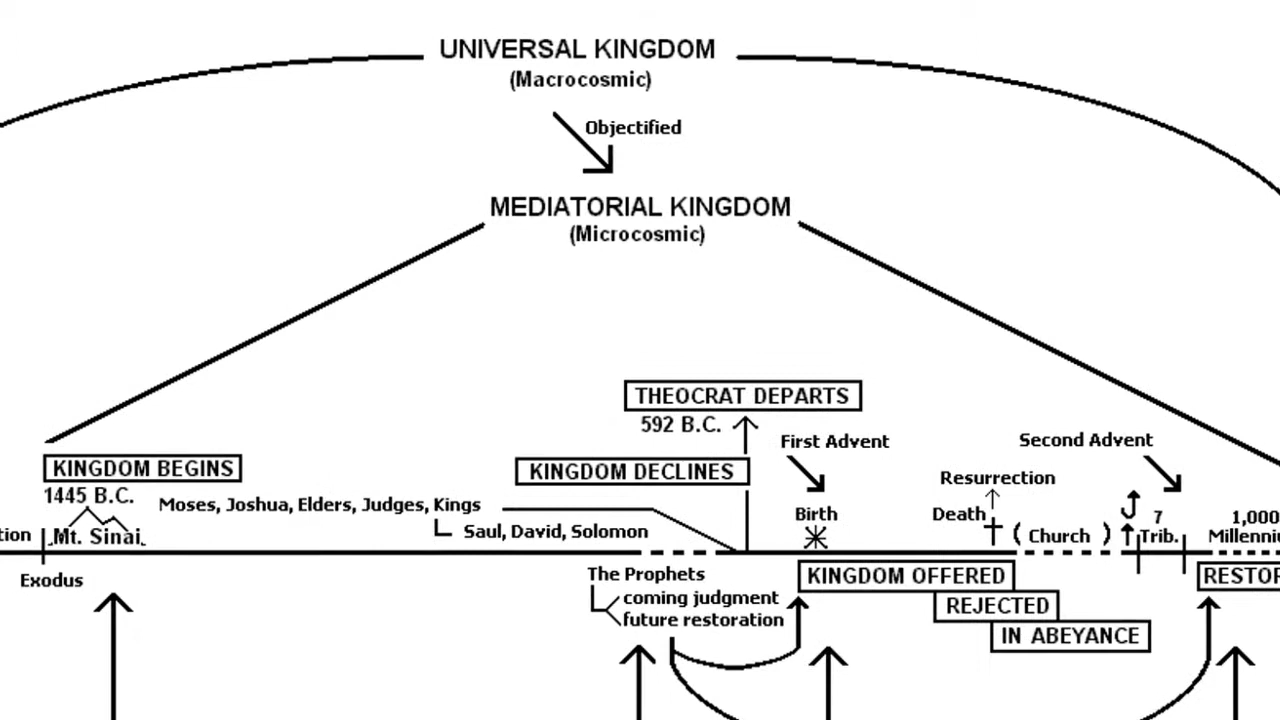 UNIVERSAL KINGDOM
(Macrocosmic)
Objectified
MEDIATORIAL KINGDOM
(Microcosmic)
THEOCRAT DEPARTS
592 B.C.
First Advent
Second Advent
KINGDOM BEGINS
KINGDOM DECLINES
1445 B.C.
Moses, Joshua, Elders, Judges, Kings
Saul, David, Solomon
Resurrection
Death
Birth
( Church )
7
Trib.
1,000
Millenniu
tion
Mt. Sinai
Exodus
The Prophets
coming judgment
future restoration
KINGDOM OFFERED
REJECTED
IN ABEYANCE
RESTOR